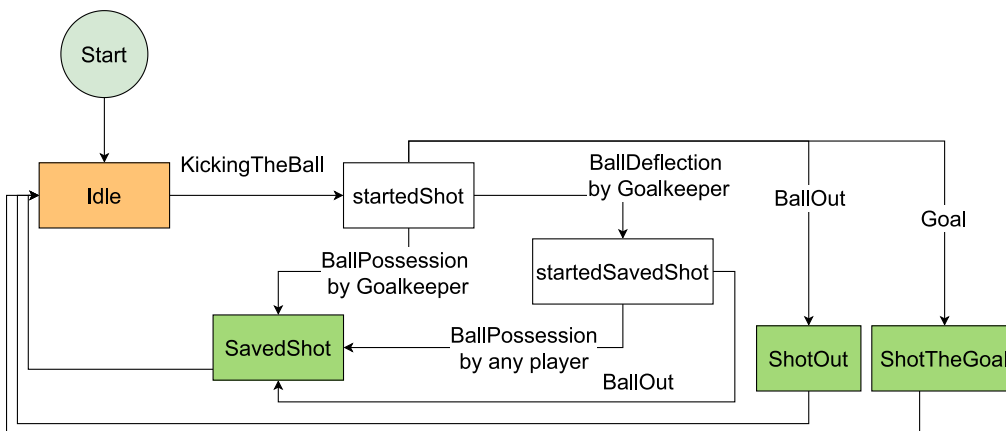 Start
KickingTheBall
Idle
startedShot
BallDeflection
by Goalkeeper
BallOut
Goal
BallPossession
by Goalkeeper
startedSavedShot
SavedShot
BallPossession
by any player
BallOut
ShotOut
ShotTheGoal